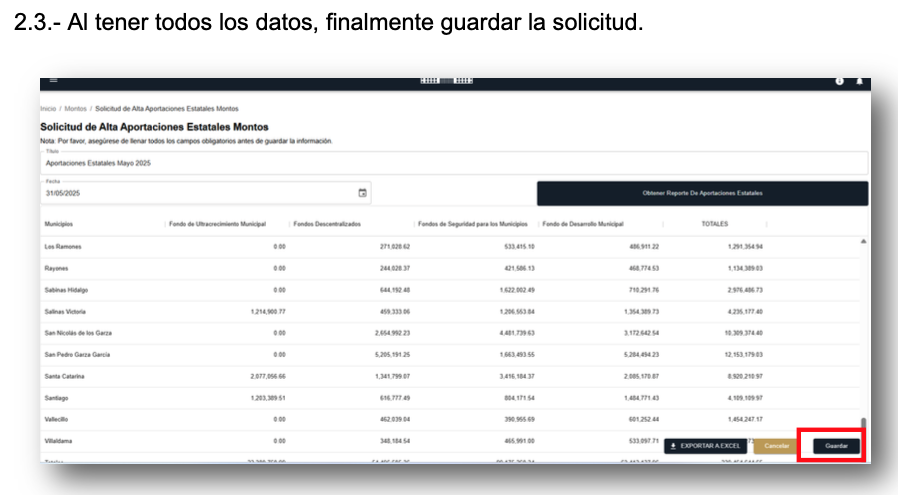 2.3.- Al tener todos los datos, finalmente guardar la solicitud.
Inicio / Montos / Solicitud de Alta Aportaciones Estatales Montos
Solicitud de Alta Aportaciones Estatales Montos
Nota: Por favor, asegúrese de llenar todos los campos obligatorios antes de guardar la información.
Título
Aportaciones Estatales Mayo 2025
Fecha
31/05/2025
Obtener Reporte De Aportaciones Estatales
Municipios Fondo de Ultracrecimiento Municipal Fondos Descentralizados Fondos de Seguridad para los Municipios Fondo de Desarrollo Municipal TOTALES
Los Ramones 0.00 271,028.62 533,415.10 486,911.22 1,291,354.94
Rayones 0.00 244,028.37 421,586.13 468,774.53 1,134,389.03
Sabinas Hidalgo 0.00 644,192.48 1,622,002.49 710,291.76 2,976,486.73
Salinas Victoria 1,214,900.77 459,333.06 1,206,553.84 1,354,389.73 4,235,177.40
San Nicolás de los Garza 0.00 2,654,992.23 4,481,739.63 3,172,642.54 10,309,374.40
San Pedro Garza García 0.00 5,205,191.25 1,663,493.55 5,284,494.23 12,153,179.03
Santa Catarina 2,077,056.66 1,341,799.07 3,416,184.37 2,085,170.87 8,920,210.97
Santiago 1,203,389.51 616,777.49 804,171.54 1,484,771.43 4,109,109.97
Vallecillo 0.00 462,039.04 390,955.69 601,252.44 1,454,247.17
Villaldama 0.00 348,184.54 465,991.00 533,097.71
EXPORTAR A EXCEL Cancelar Guardar
Totales